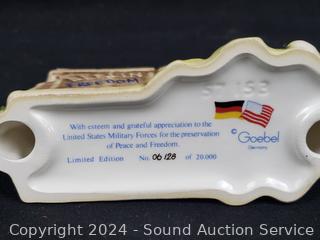 FREEDOM
With esteem and grateful appreciation to the
United States Military Forces for the preservation
of Peace and Freedom.
Limited Edition No. 06128 of 20.000
© Goebel
Germany
Copyright 2024 - Sound Auction Service